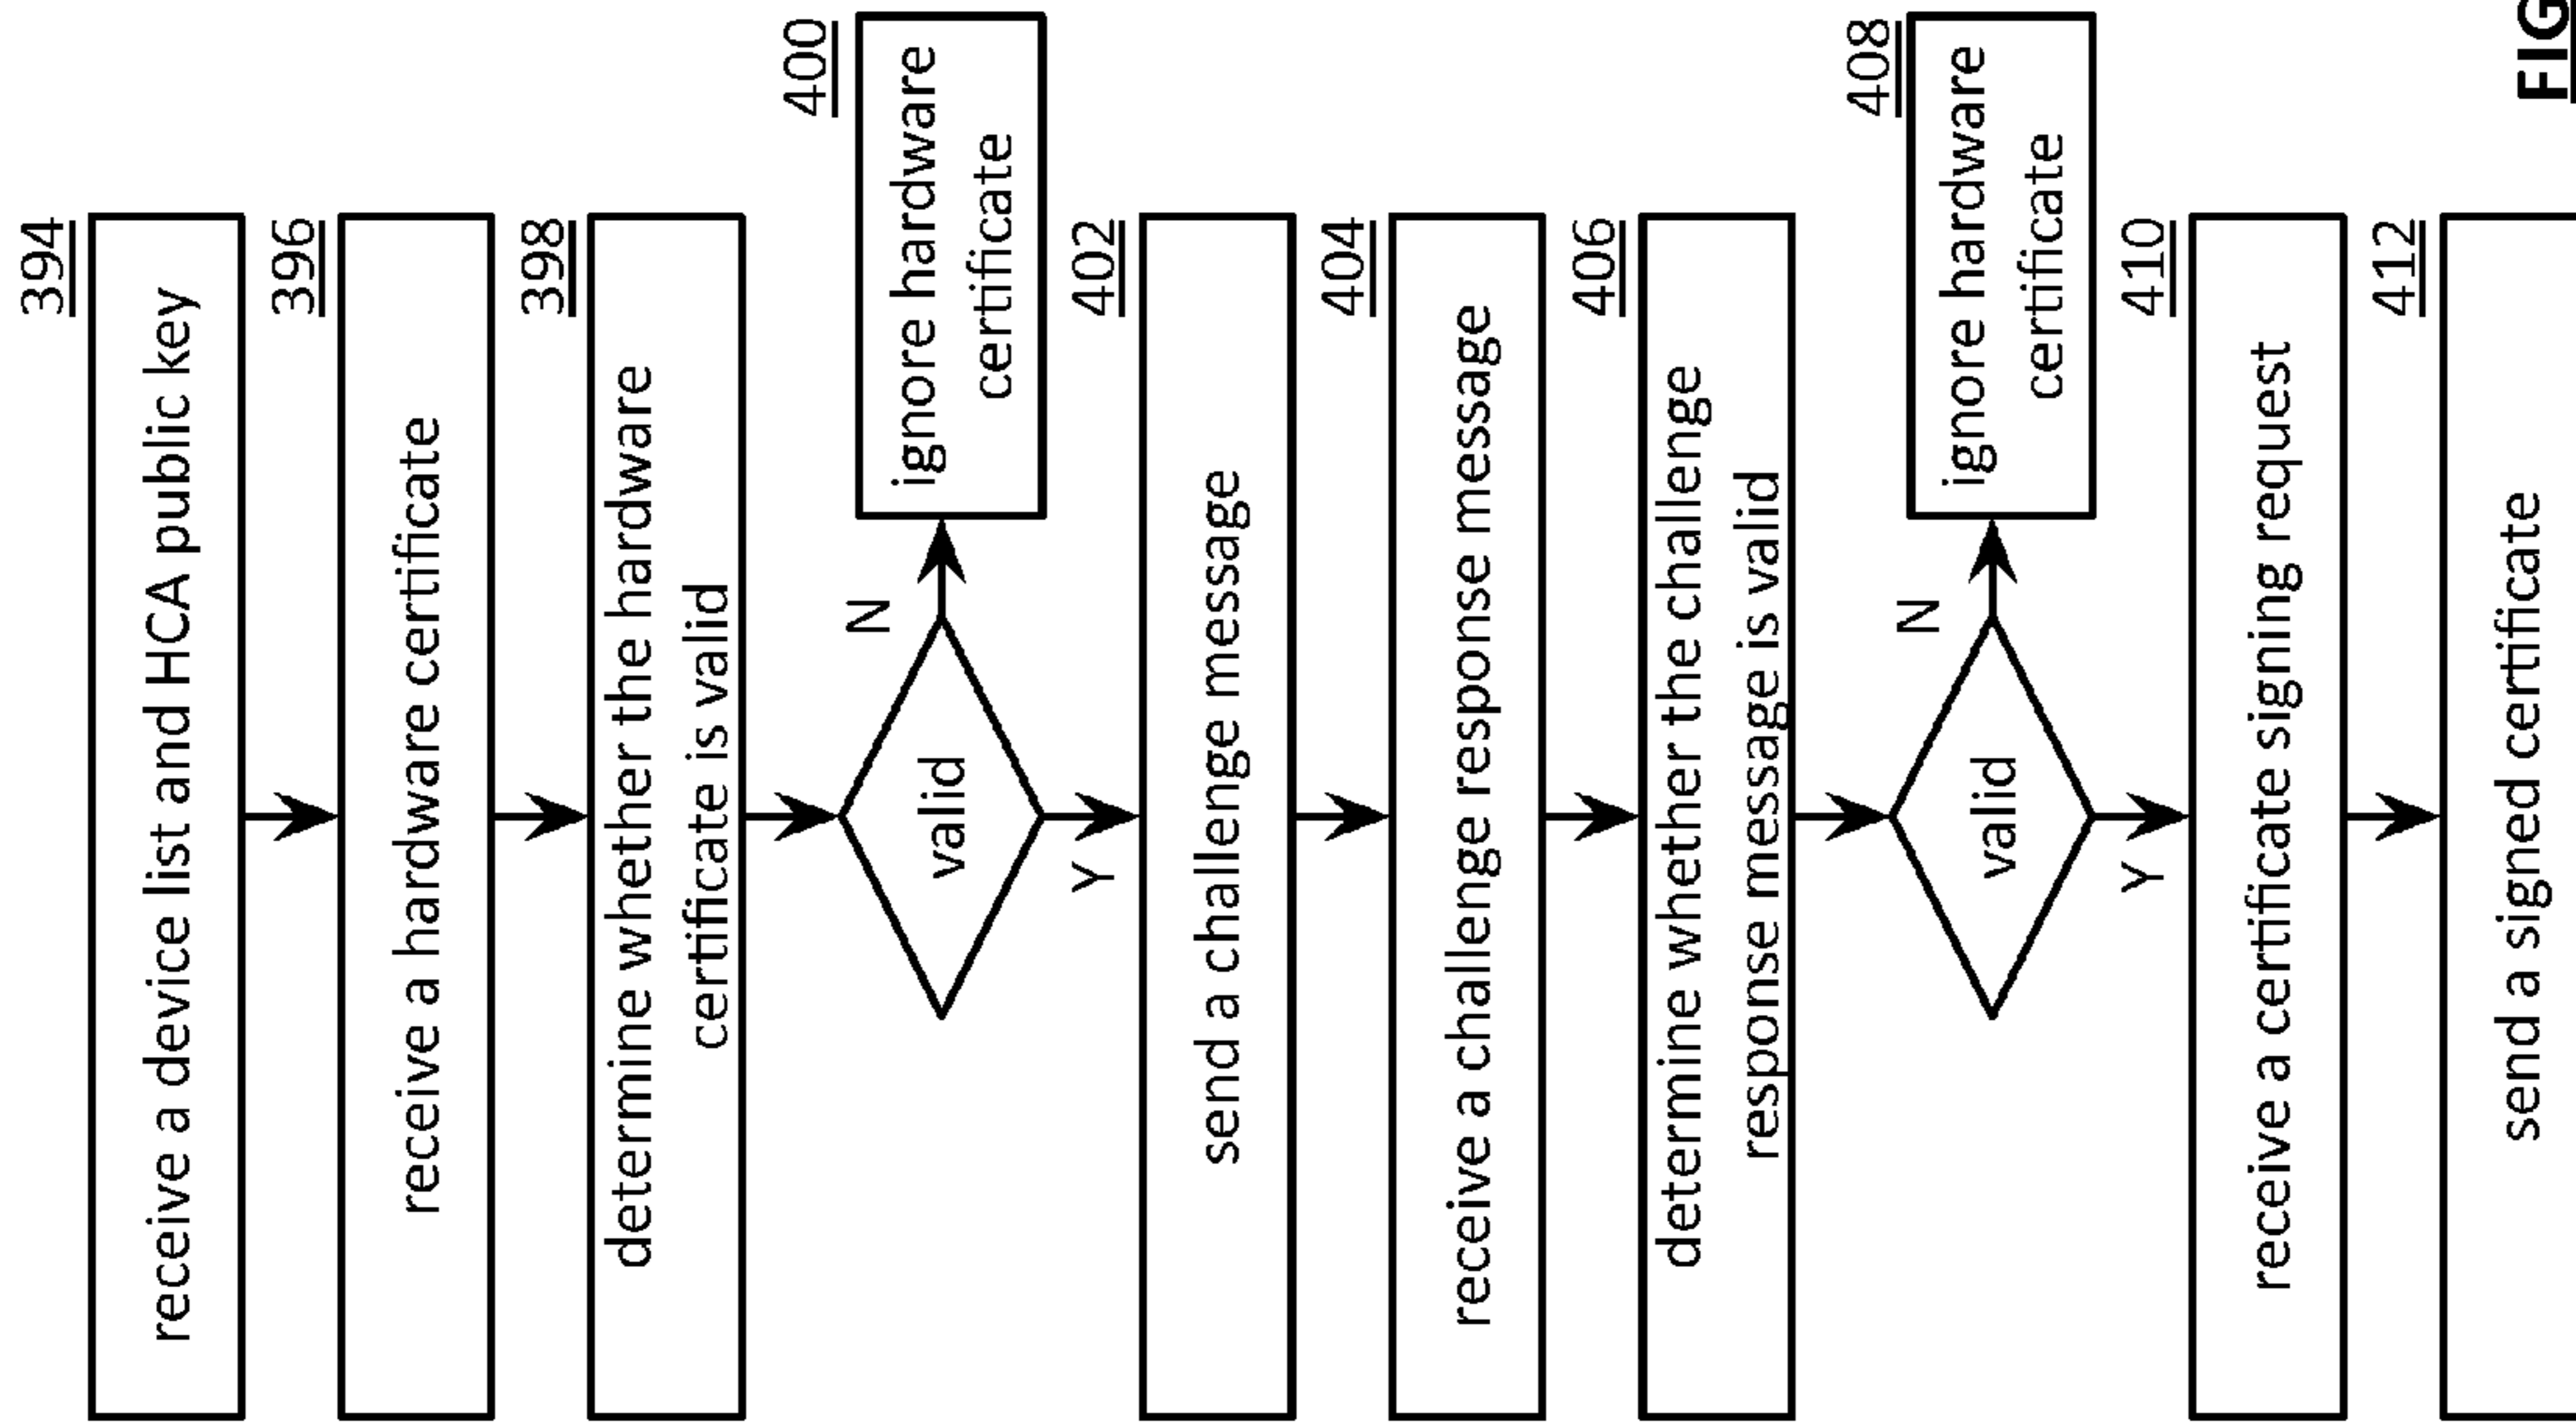 394
receive a device list and HCA public key
396
receive a hardware certificate
398
determine whether the hardware
certificate is valid
valid
N
400
ignore hardware
certificate
Y
402
send a challenge message
404
receive a challenge response message
406
determine whether the challenge
response message is valid
valid
N
408
ignore hardware
certificate
Y
410
receive a certificate signing request
412
send a signed certificate
FIG